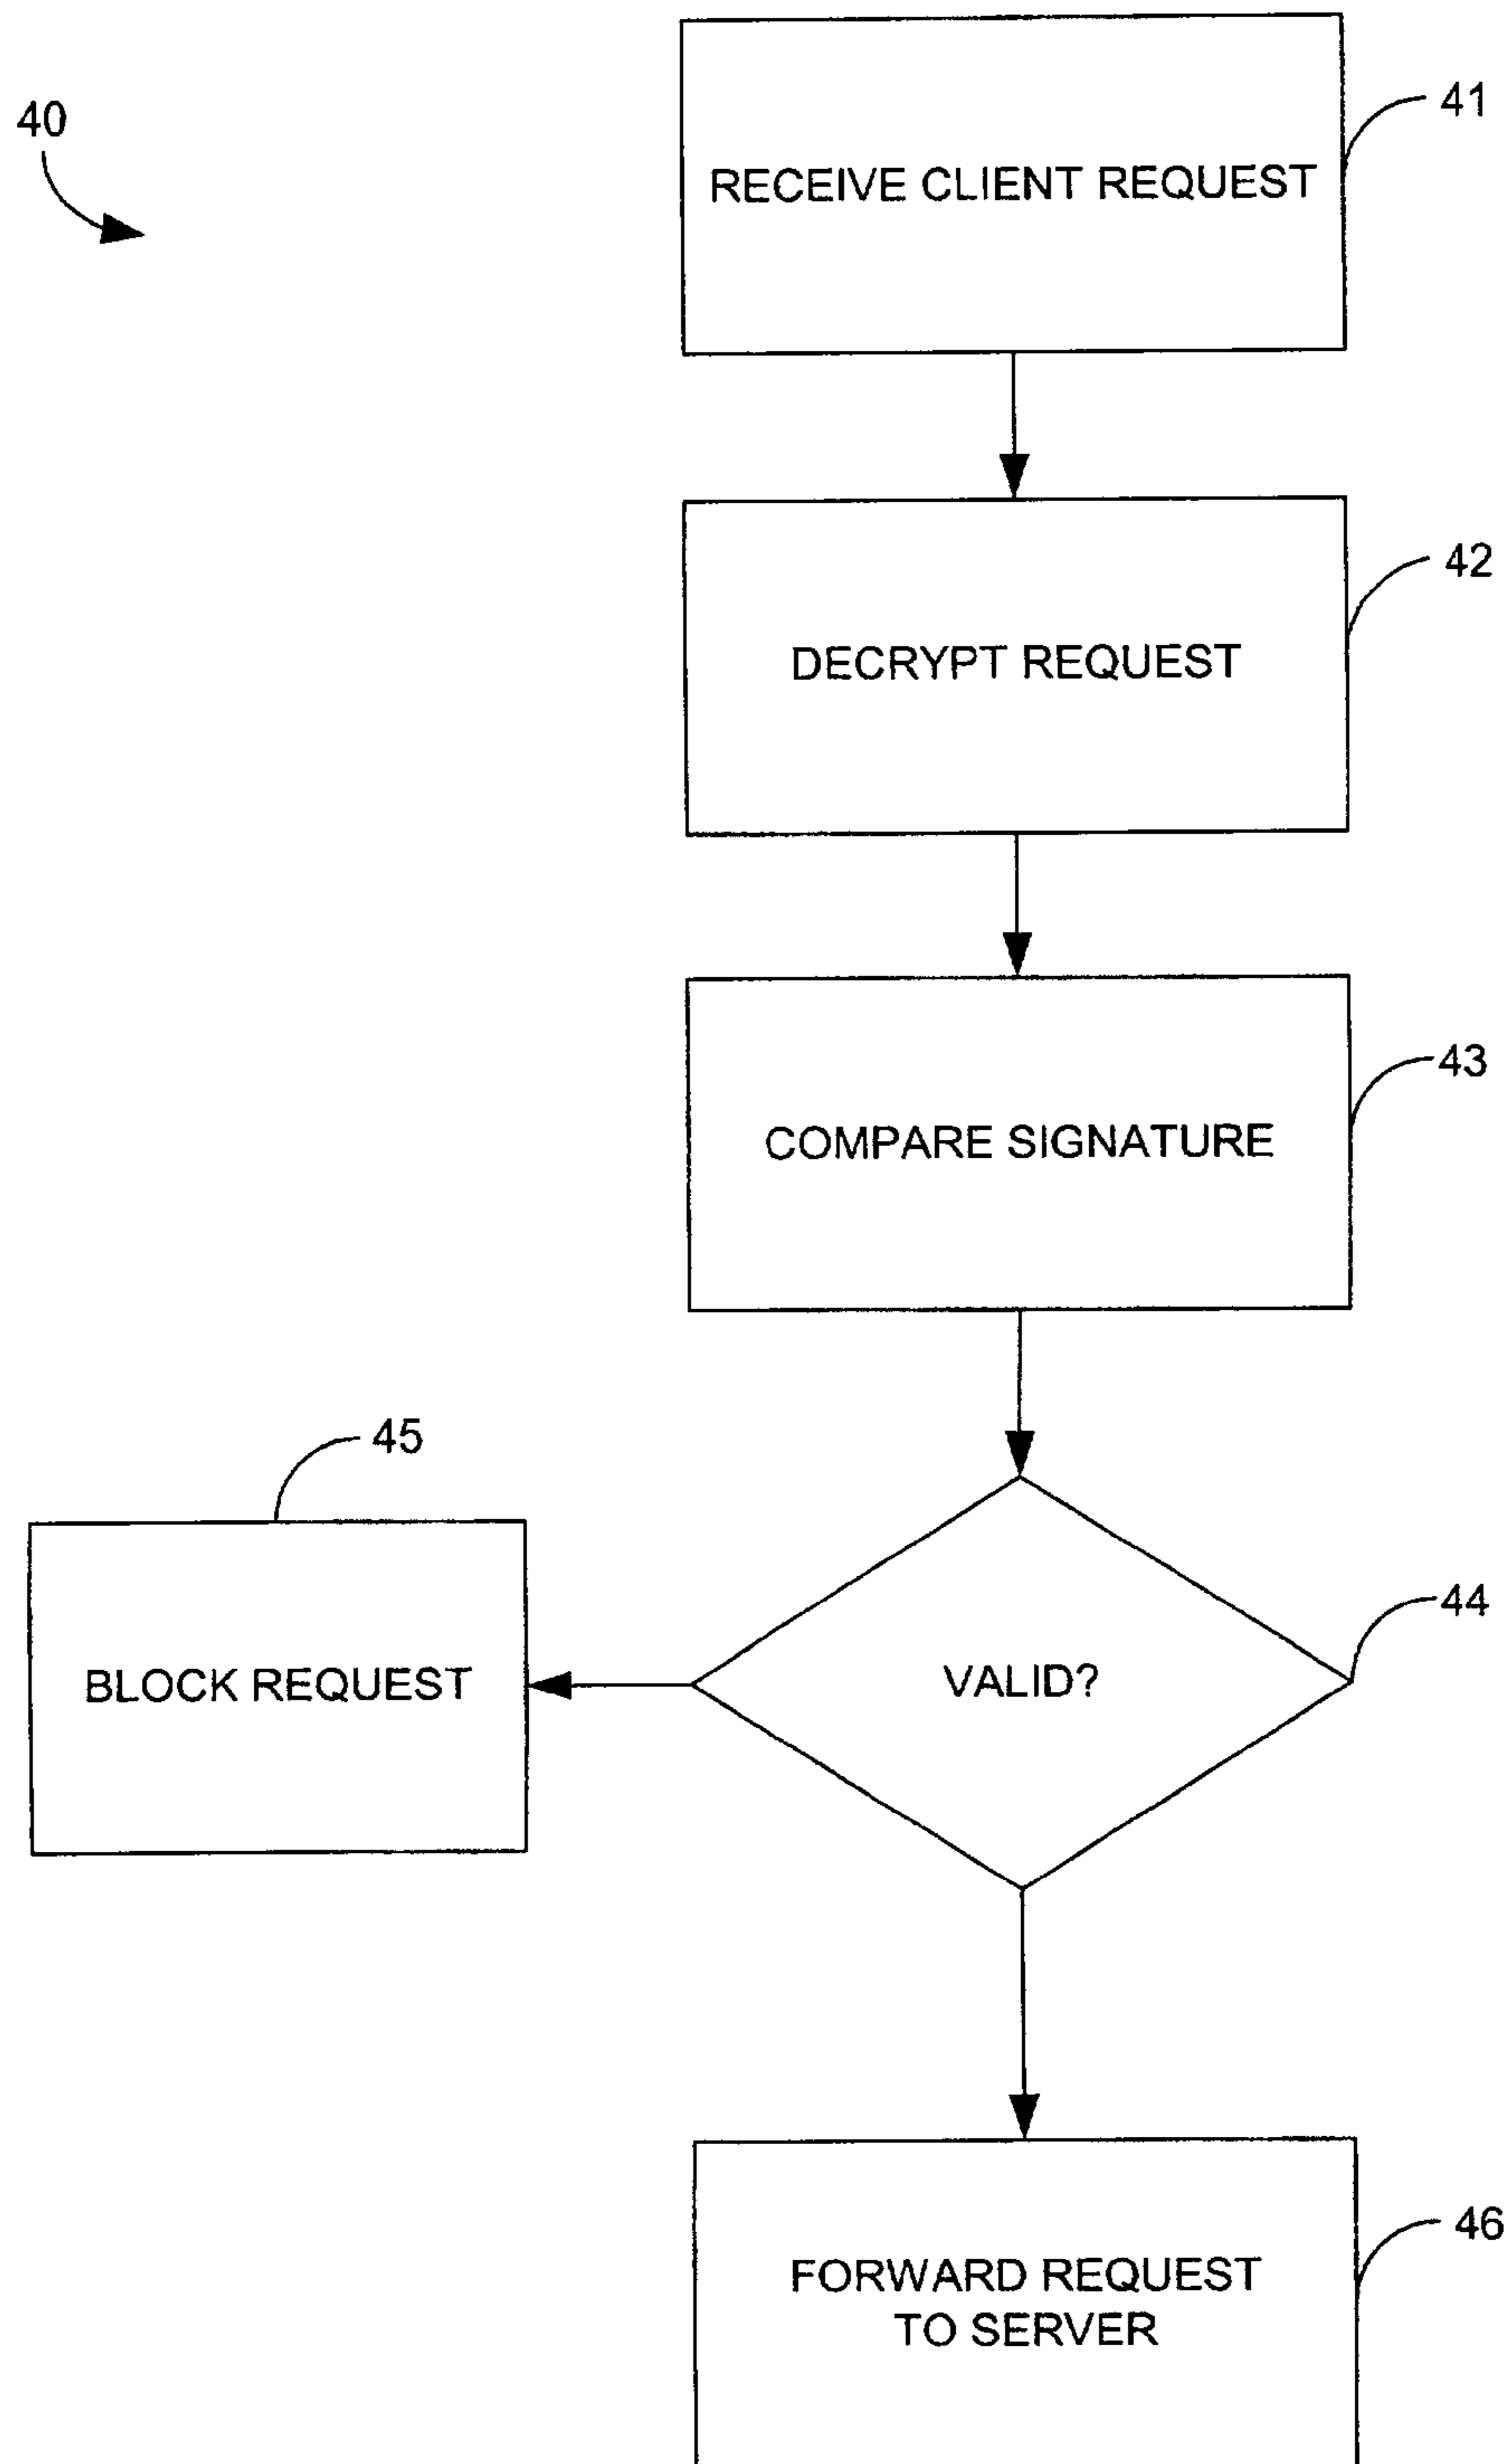 40
41
RECEIVE CLIENT REQUEST
42
DECRYPT REQUEST
43
COMPARE SIGNATURE
45
44
BLOCK REQUEST
VALID?
46
FORWARD REQUEST
TO SERVER